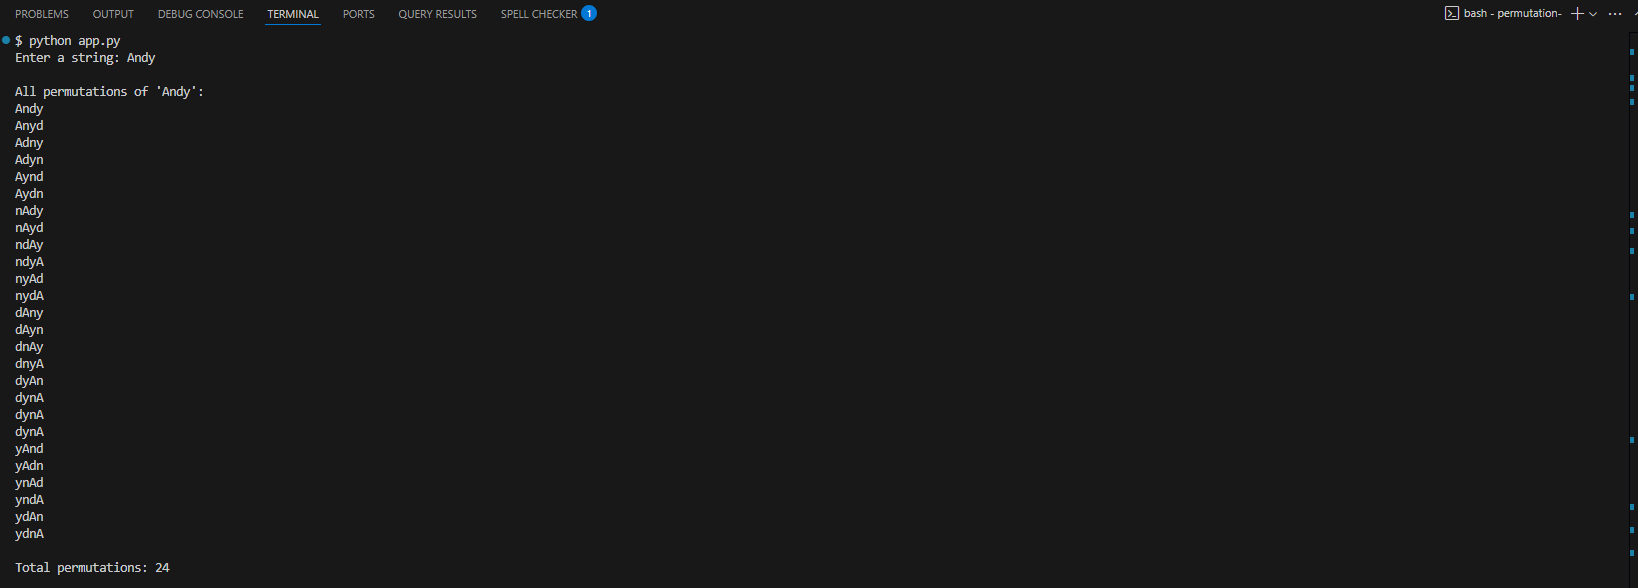 PROBLEMS OUTPUT DEBUG CONSOLE TERMINAL PORTS QUERY RESULTS SPELL CHECKER 1 bash - permutation-
$ python app.py
Enter a string: Andy
All permutations of 'Andy':
Andy
Anyd
Adny
Adyn
Aynd
Aydn
nAdy
nAyd
ndAy
ndyA
nyAd
nydA
dAny
dAyn
dnAy
dnyA
dyAn
dynA
dynA
dynA
yAnd
yAdn
ynAd
yndA
ydAn
ydnA
Total permutations: 24